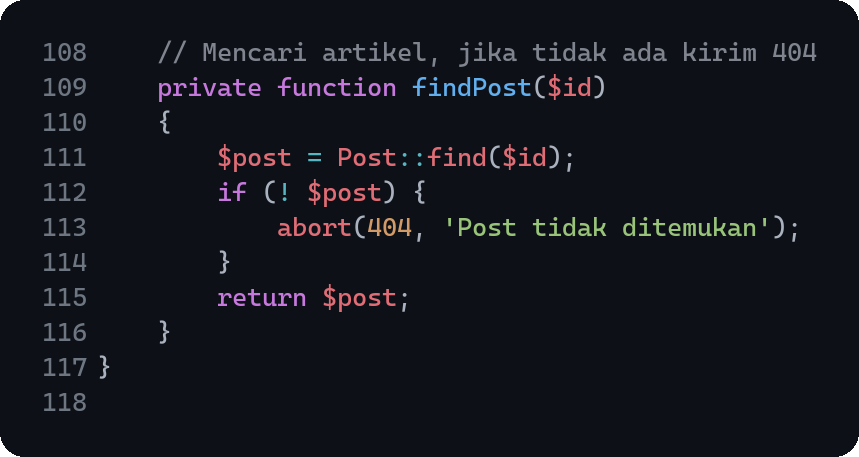 108     // Mencari artikel, jika tidak ada kirim 404
109     private function findPost($id)
110     {
111         $post = Post::find($id);
112         if (! $post) {
113             abort(404, 'Post tidak ditemukan');
114         }
115         return $post;
116     }
117 }
118